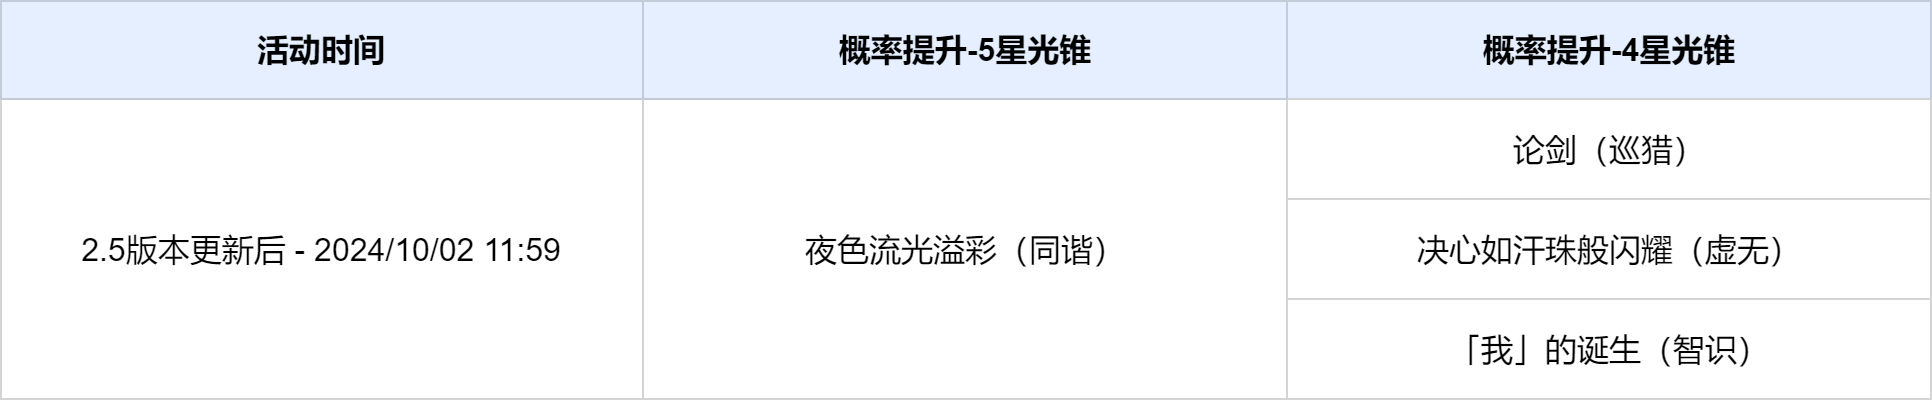 活动时间
概率提升-5星光锥
概率提升-4星光锥
2.5版本更新后 - 2024/10/02 11:59
夜色流光溢彩（同谐）
论剑（巡猎）
决心如汗珠般闪耀（虚无）
「我」的诞生（智识）